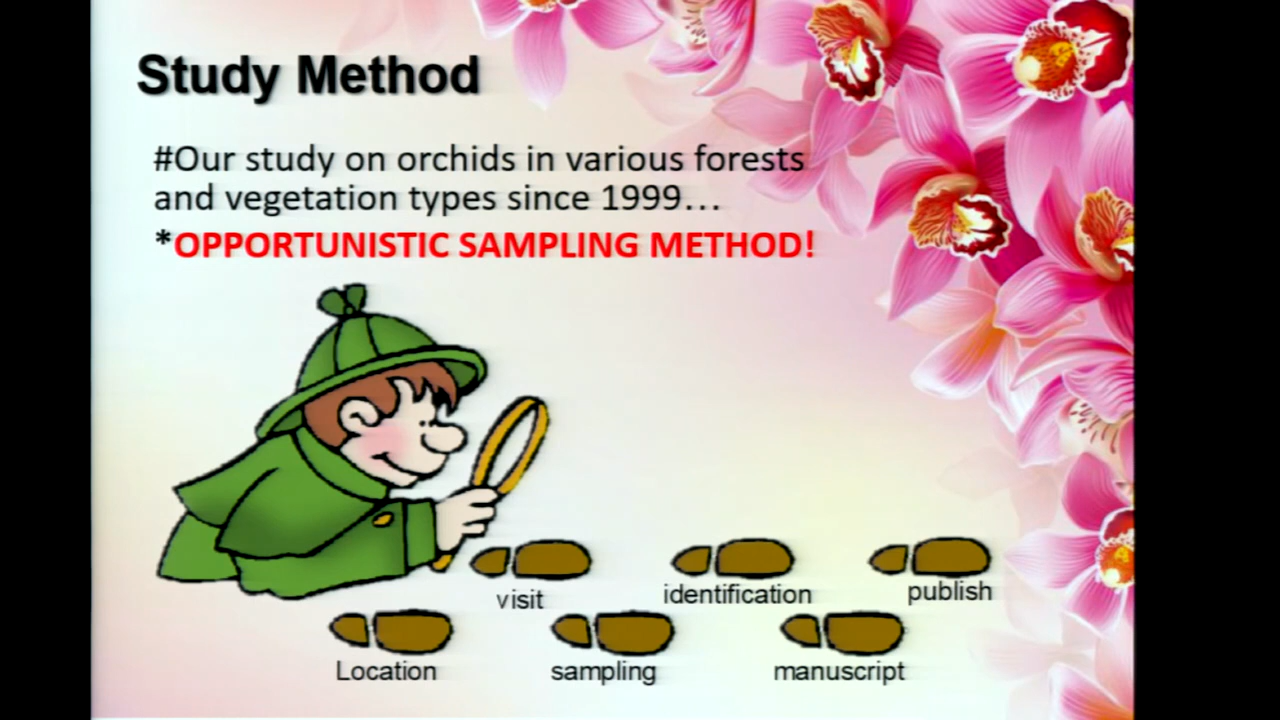 Study Method
#Our study on orchids in various forests
and vegetation types since 1999…
*OPPORTUNISTIC SAMPLING METHOD!
visit
identification
publish
Location
sampling
manuscript